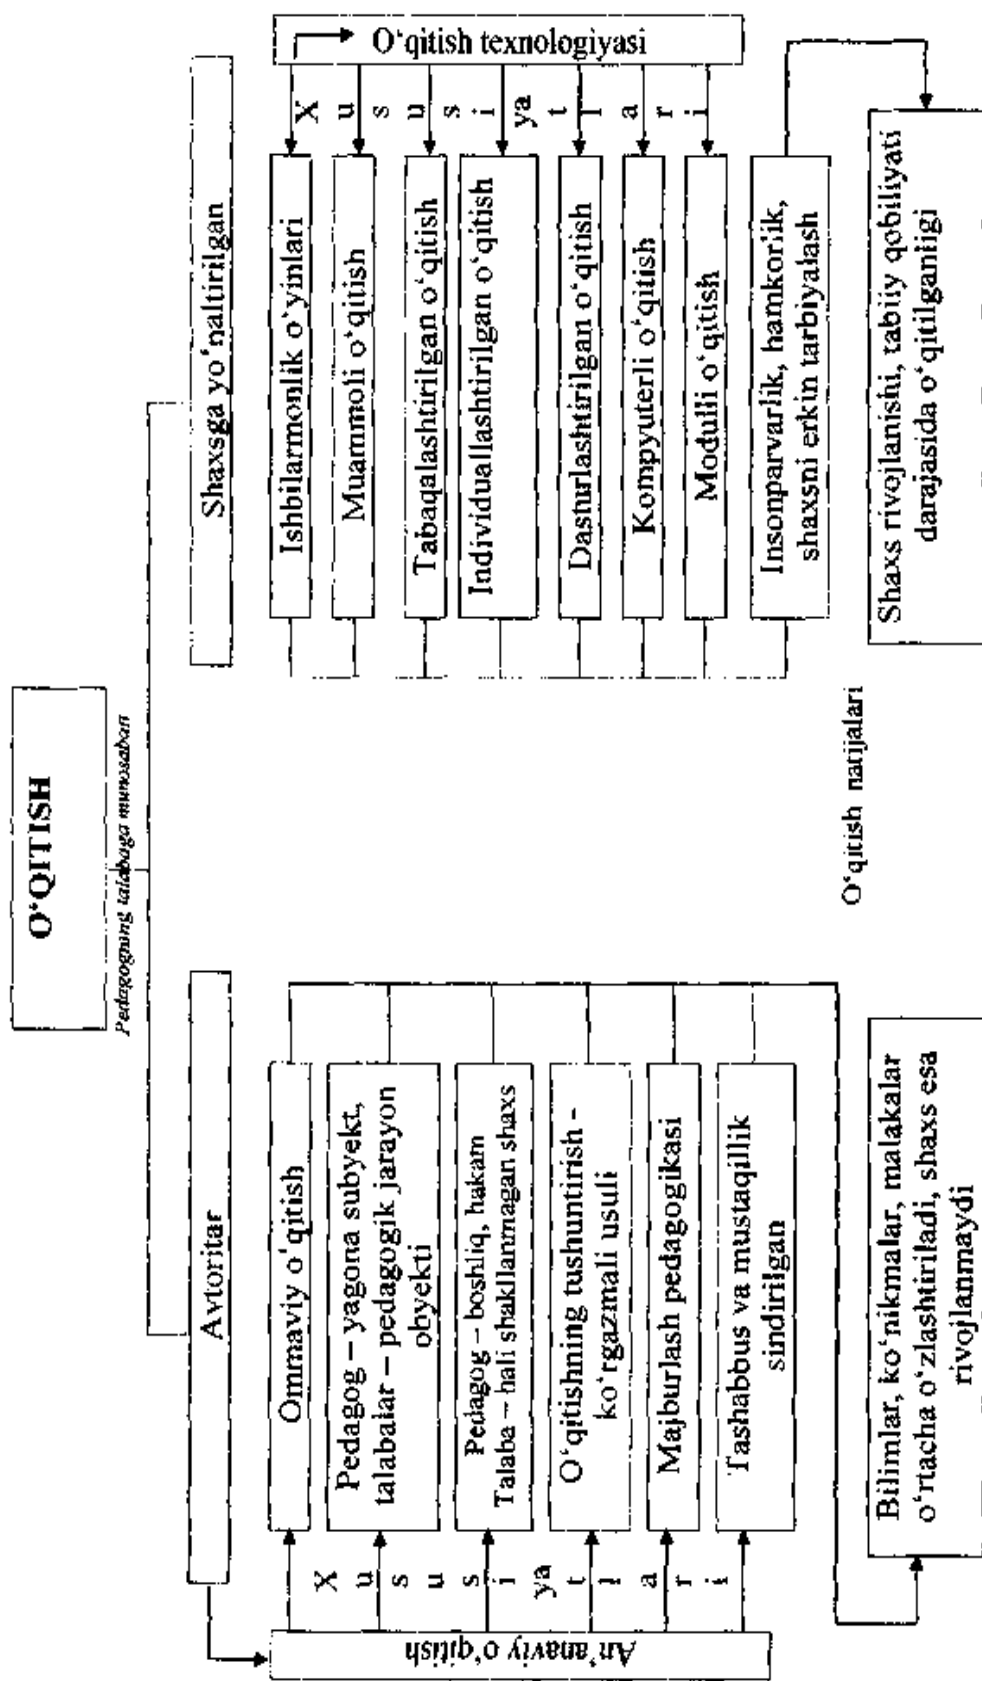 O‘QITISH
Pedagogning talabaga munosabati
Avtoritar
An’anaviy o‘qitish
Xususiyatlari
Ommaviy o‘qitish
Pedagog – yagona subyekt,
talabalar – pedagogik jarayon
obyekti
Pedagog – boshliq, hakam
Talaba – hali shakllanmagan shaxs
O‘qitishning tushuntirish -
ko‘rgazmali usuli
Majburlash pedagogikasi
Tashabbus va mustaqillik
sindirilgan
Bilimlar, ko‘nikmalar, malakalar
o‘rtacha o‘zlashtiriladi, shaxs esa
rivojlanmaydi
Shaxsga yo‘naltirilgan
O‘qitish texnologiyasi
Xususiyatlari
Ishbilarmonlik o‘yinlari
Muammoli o‘qitish
Tabaqalashtirilgan o‘qitish
Individuallashtirilgan o‘qitish
Dasturlashtirilgan o‘qitish
Kompyuterli o‘qitish
Modulli o‘qitish
Insonparvarlik, hamkorlik,
shaxsni erkin tarbiyalash
Shaxs rivojlanishi, tabiiy qobiliyati
darajasida o‘qitilganligi
O‘qitish natijalari